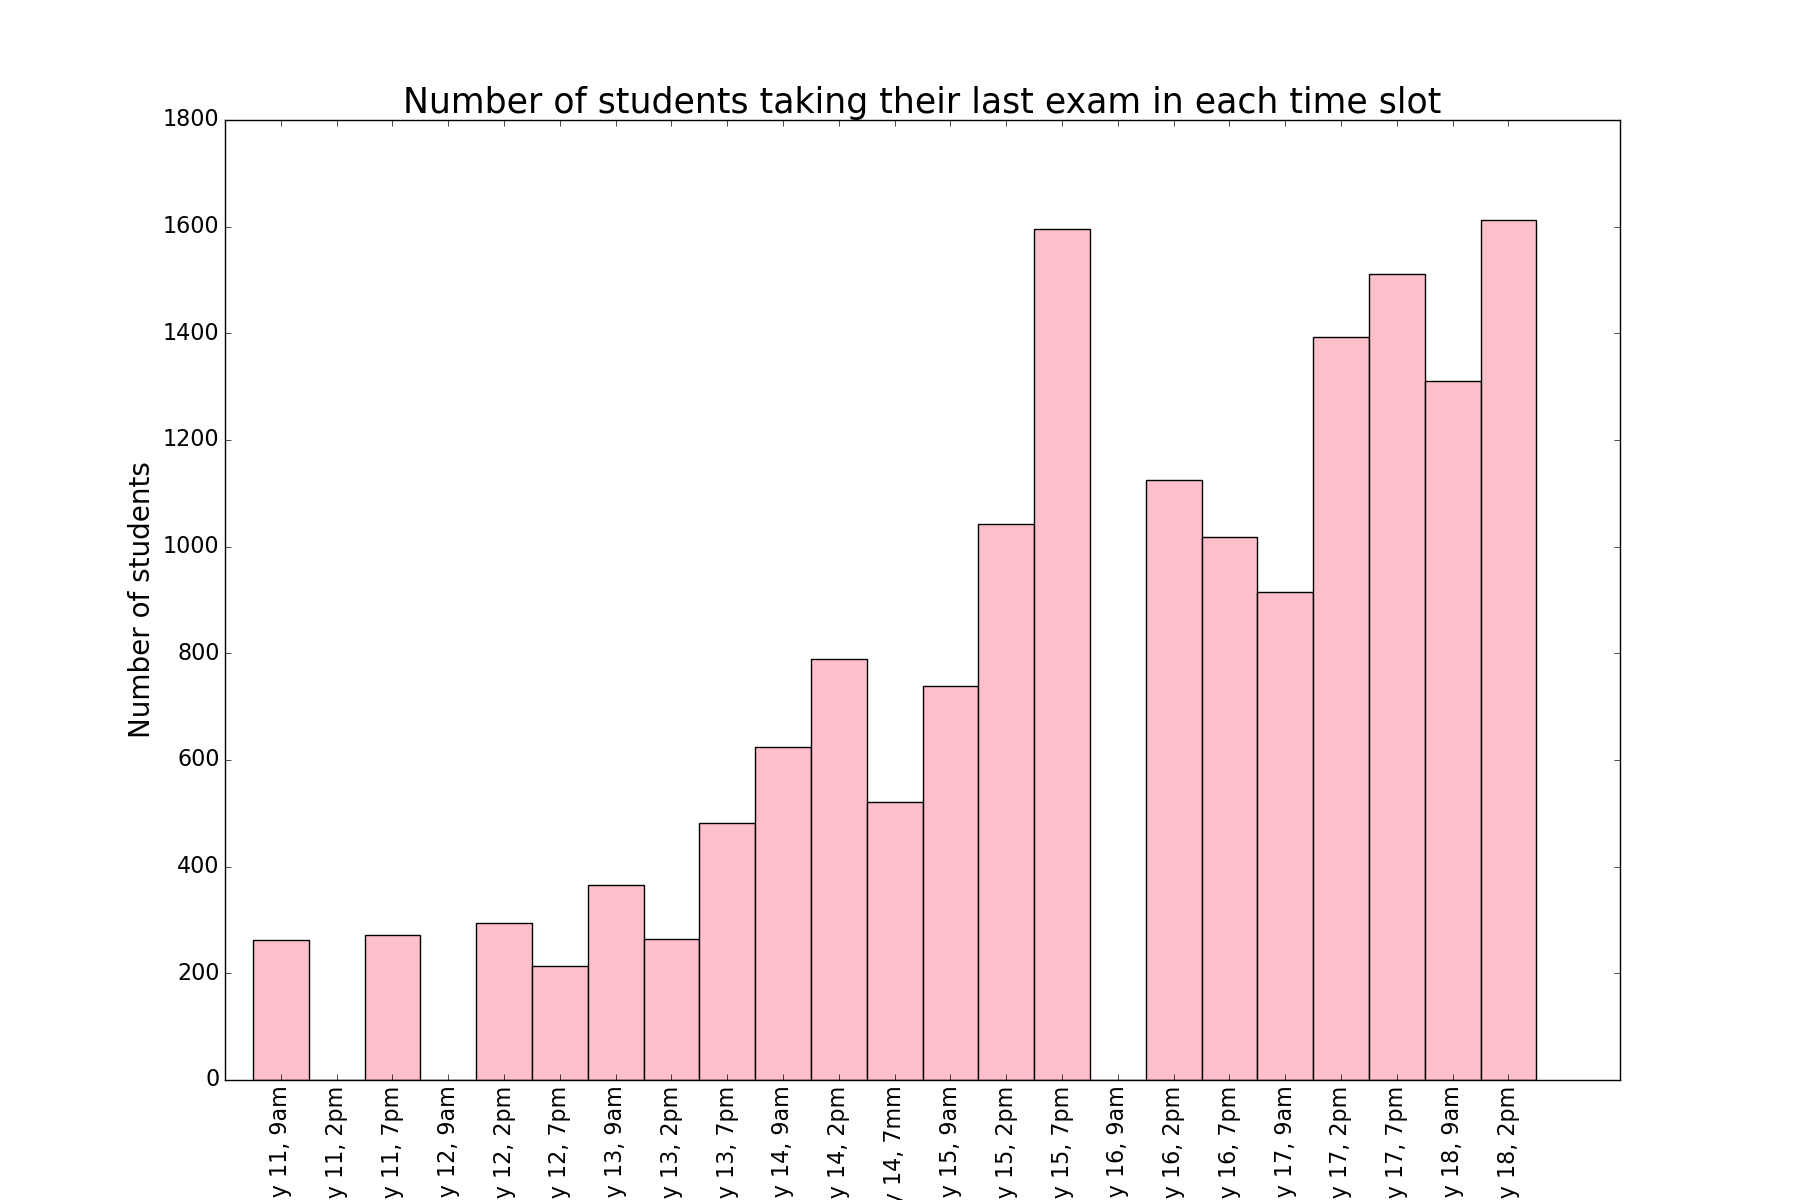 Number of students taking their last exam in each time slot
1800
1600
1400
1200
1000
800
600
400
200
0
Number of students
y 11, 9am
y 11, 2pm
y 11, 7pm
y 12, 9am
y 12, 2pm
y 12, 7pm
y 13, 9am
y 13, 2pm
y 13, 7pm
y 14, 9am
y 14, 2pm
y 14, 7mm
y 15, 9am
y 15, 2pm
y 15, 7pm
y 16, 9am
y 16, 2pm
y 16, 7pm
y 17, 9am
y 17, 2pm
y 17, 7pm
y 18, 9am
y 18, 2pm